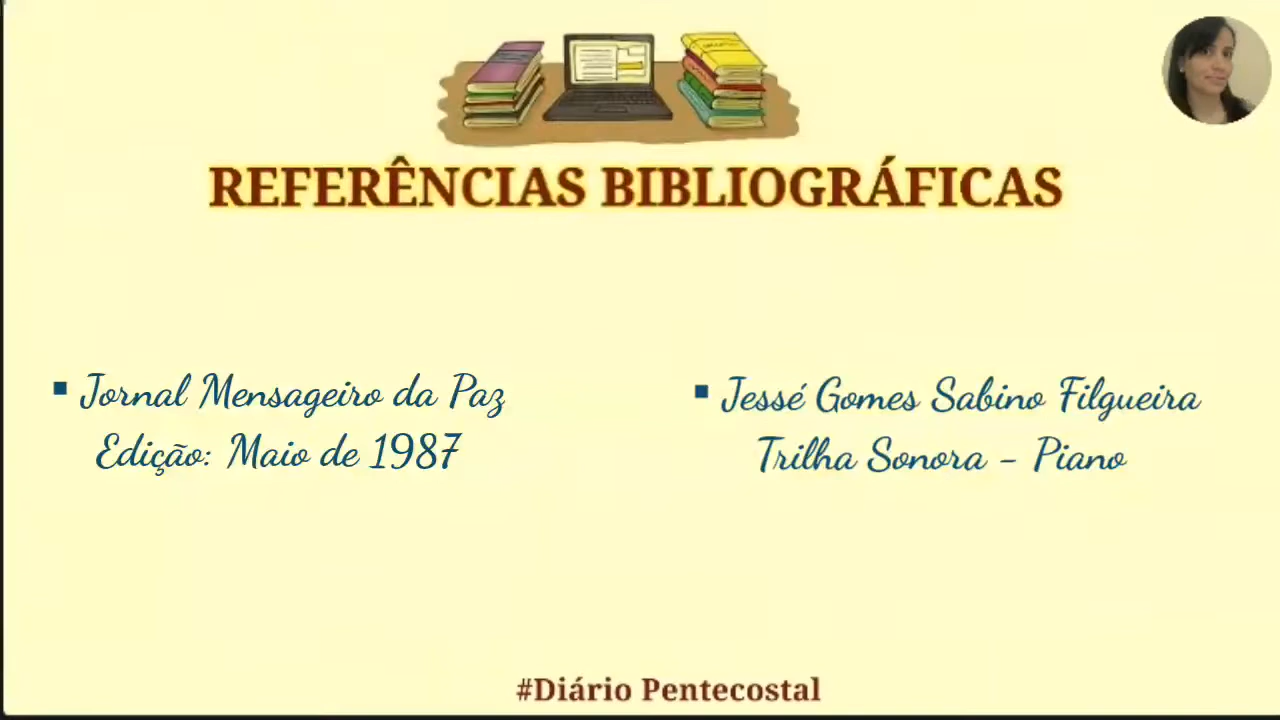 REFERÊNCIAS BIBLIOGRÁFICAS
▪ Jornal Mensageiro da Paz
Edição: Maio de 1987
▪ Jessé Gomes Sabino Filgueira
Trilha Sonora - Piano
#Diário Pentecostal